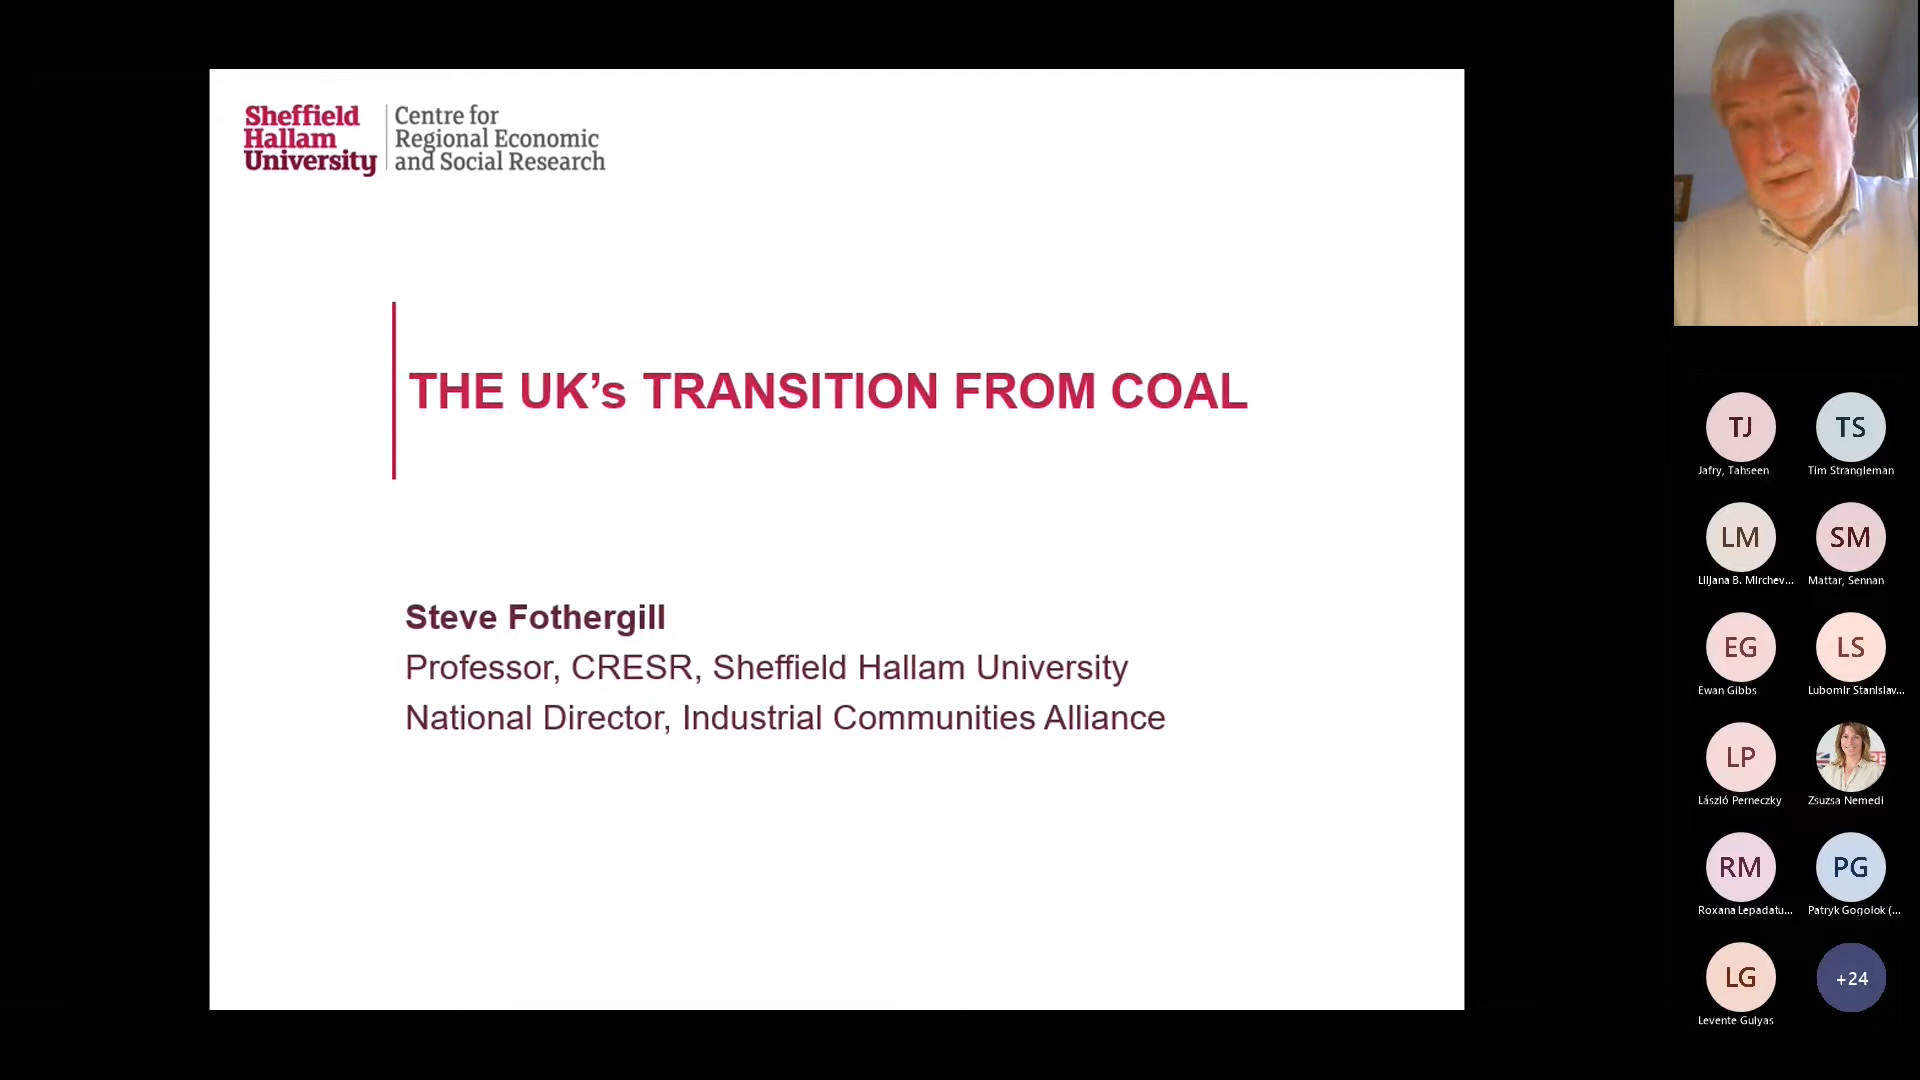 Sheffield
Hallam
University
Centre for
Regional Economic
and Social Research
THE UK’s TRANSITION FROM COAL
Steve Fothergill
Professor, CRESR, Sheffield Hallam University
National Director, Industrial Communities Alliance
TJ
Jafry, Tahseen
TS
Tim Strangleman
LM
Liljana B. Mirchev...
SM
Mattar, Sennan
EG
Ewan Gibbs
LS
Lubomir Stanislav...
LP
László Perneczky
Zsuzsa Nemedi
RM
Roxana Lepadatu...
PG
Patryk Gogolok (...
LG
Levente Gulyas
+24